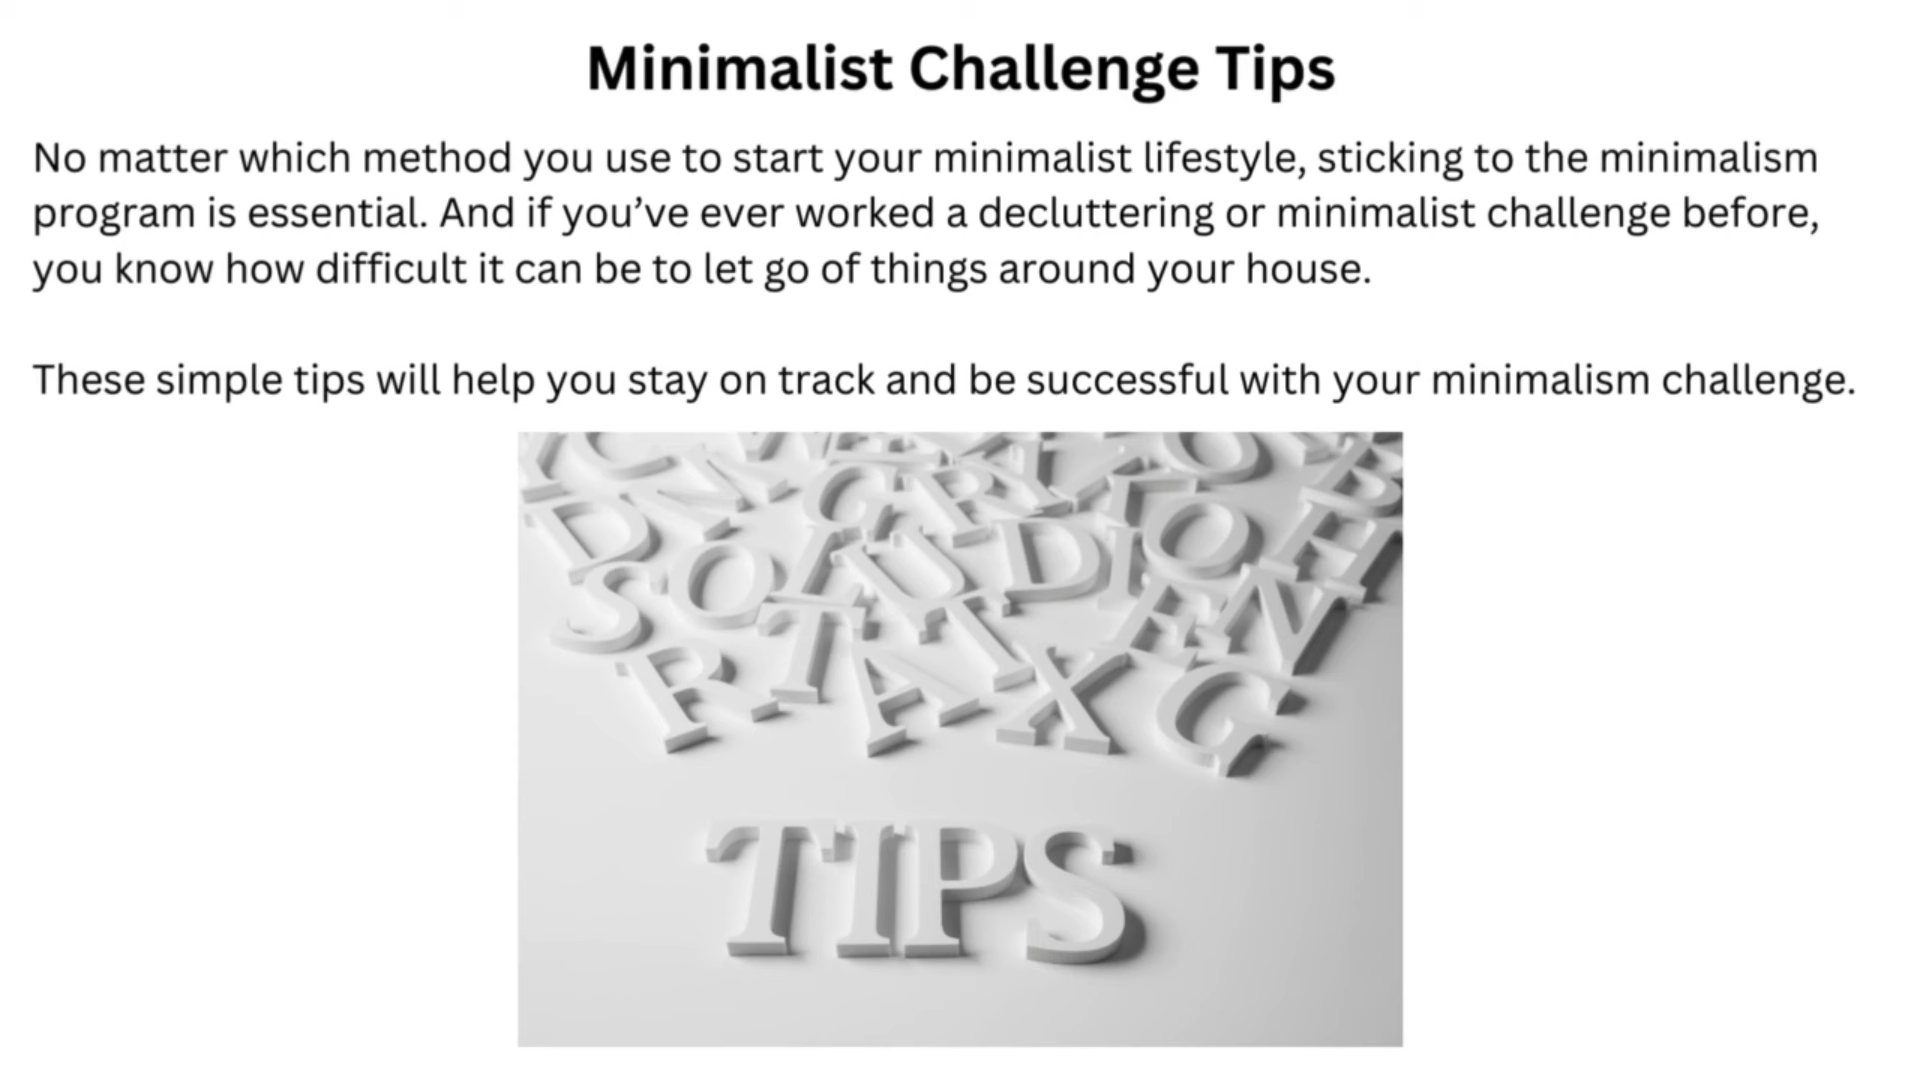 Minimalist Challenge Tips
No matter which method you use to start your minimalist lifestyle, sticking to the minimalism
program is essential. And if you’ve ever worked a decluttering or minimalist challenge before,
you know how difficult it can be to let go of things around your house.
These simple tips will help you stay on track and be successful with your minimalism challenge.
TIPS